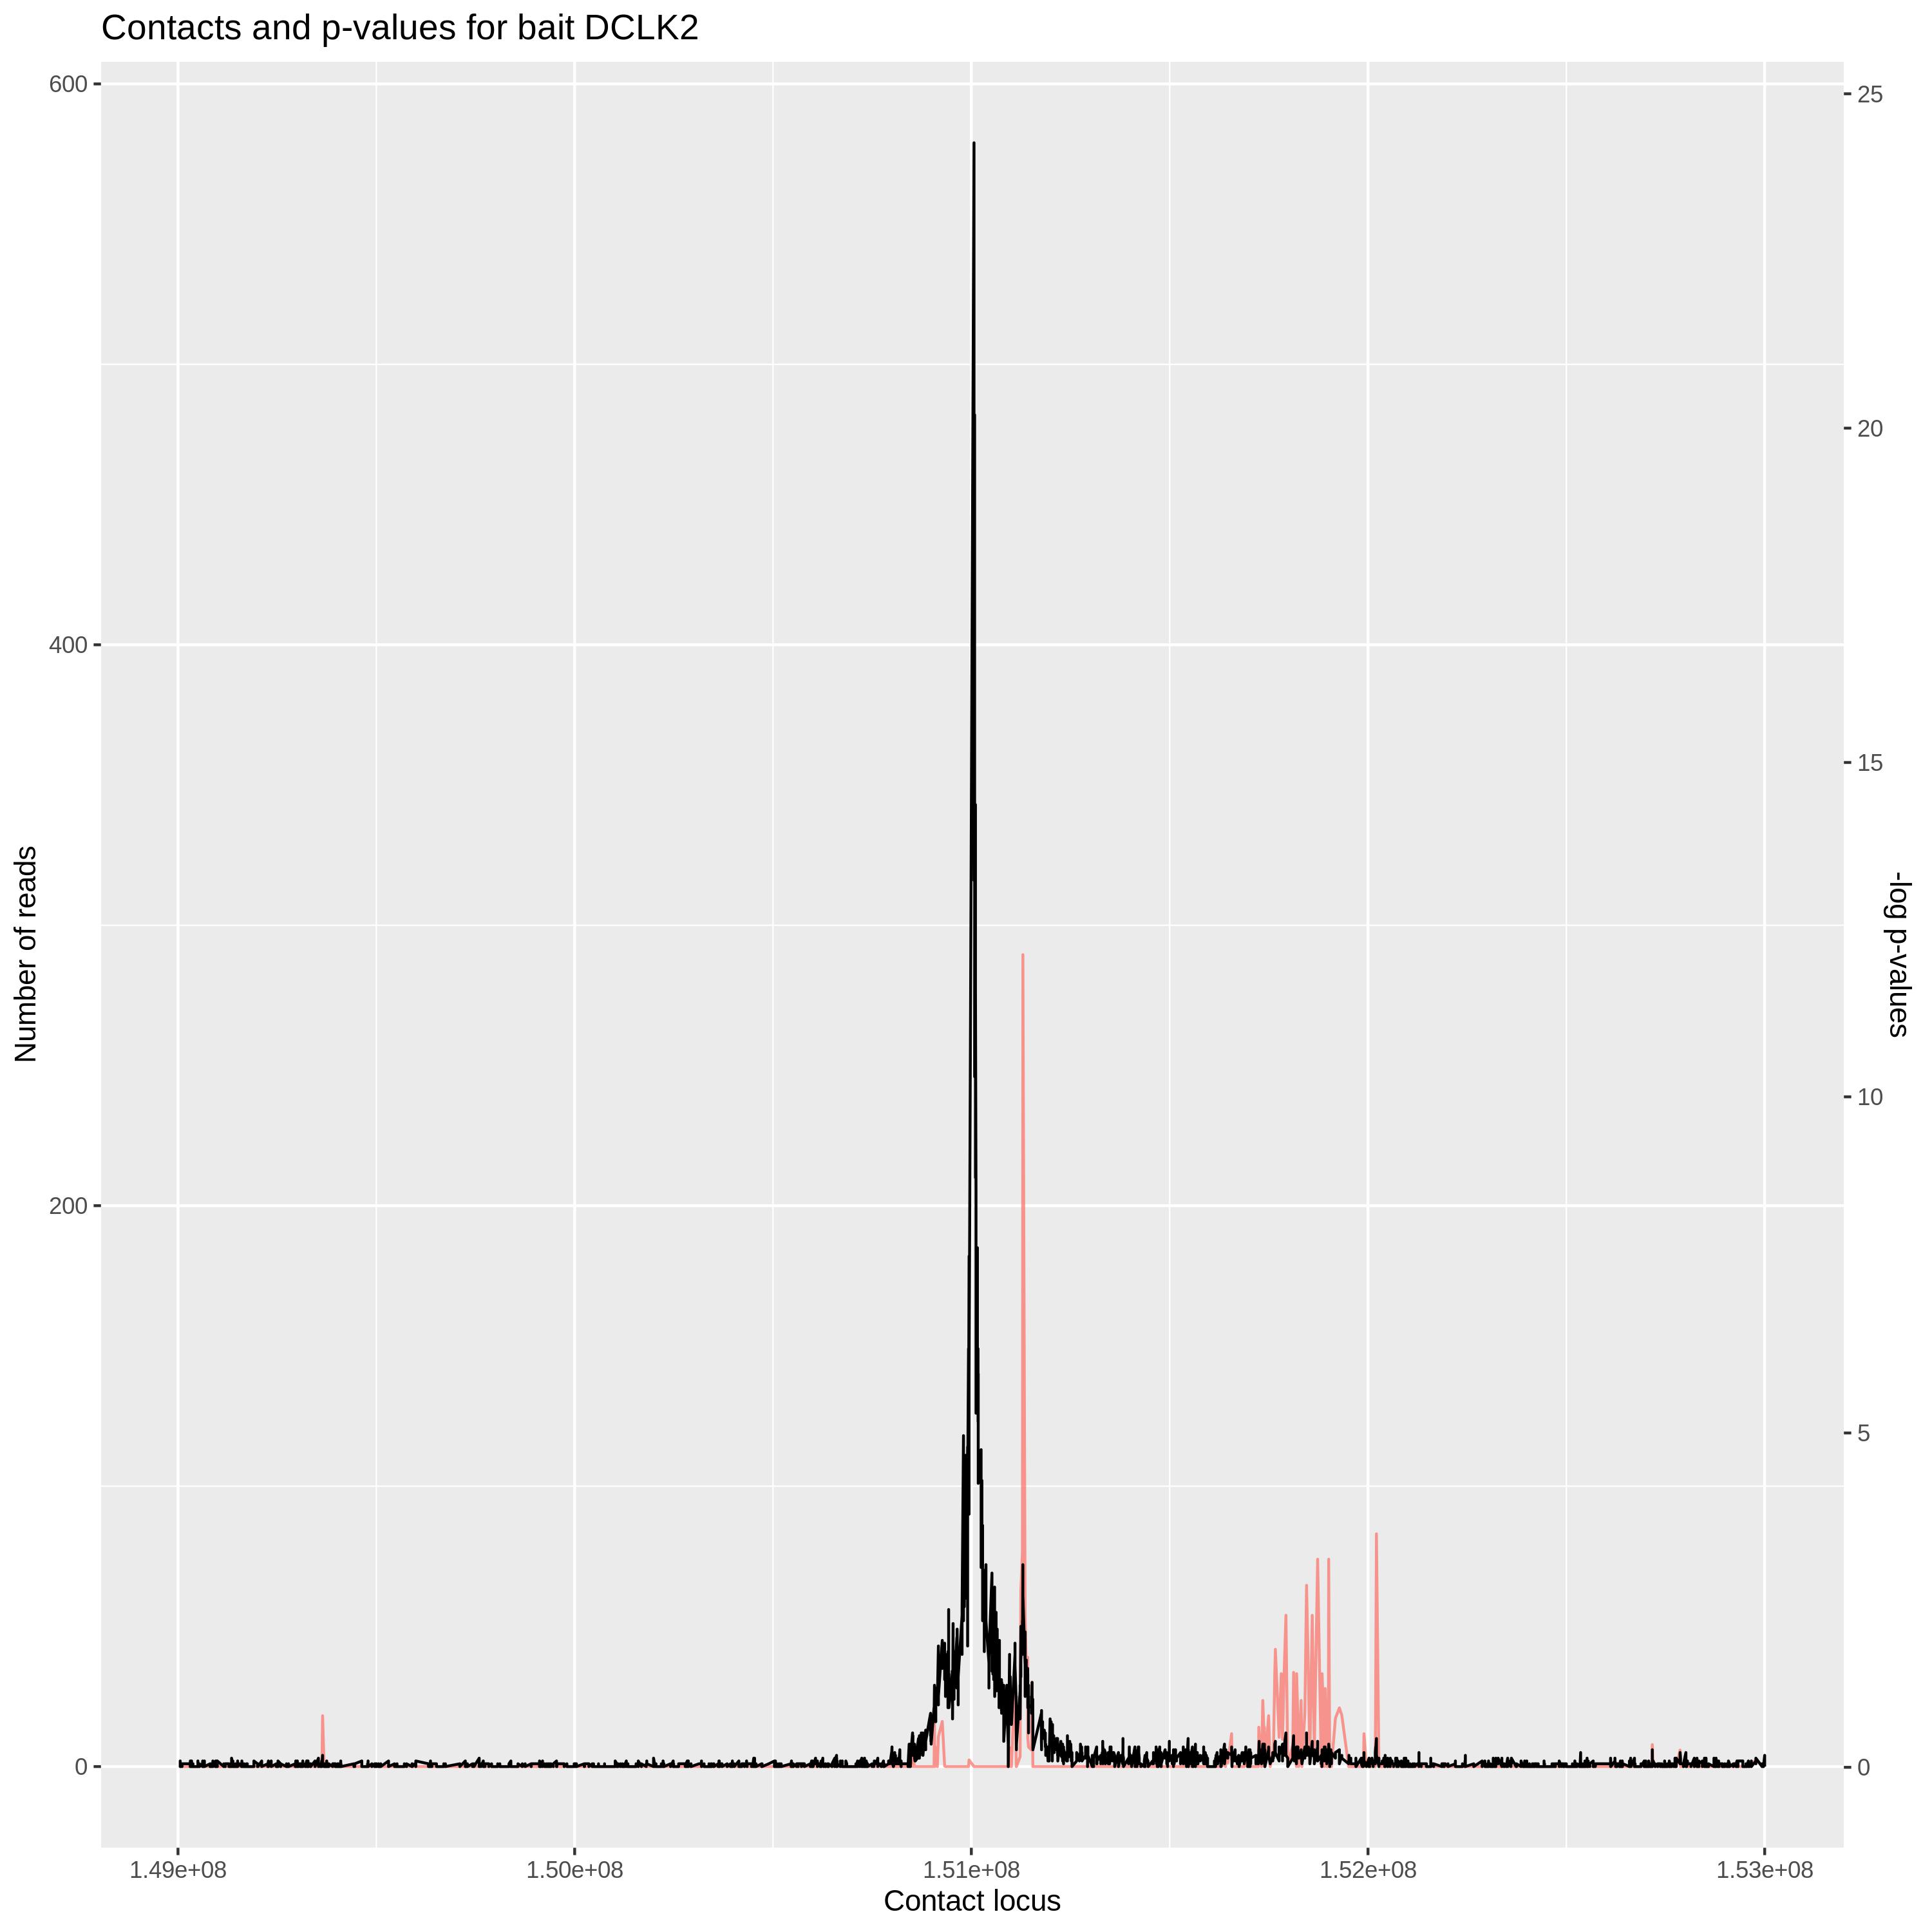 Contacts and p-values for bait DCLK2
600
400
200
0
Number of reads
25
20
15
10
5
0
-log p-values
1.49e+08
1.50e+08
1.51e+08
1.52e+08
1.53e+08
Contact locus